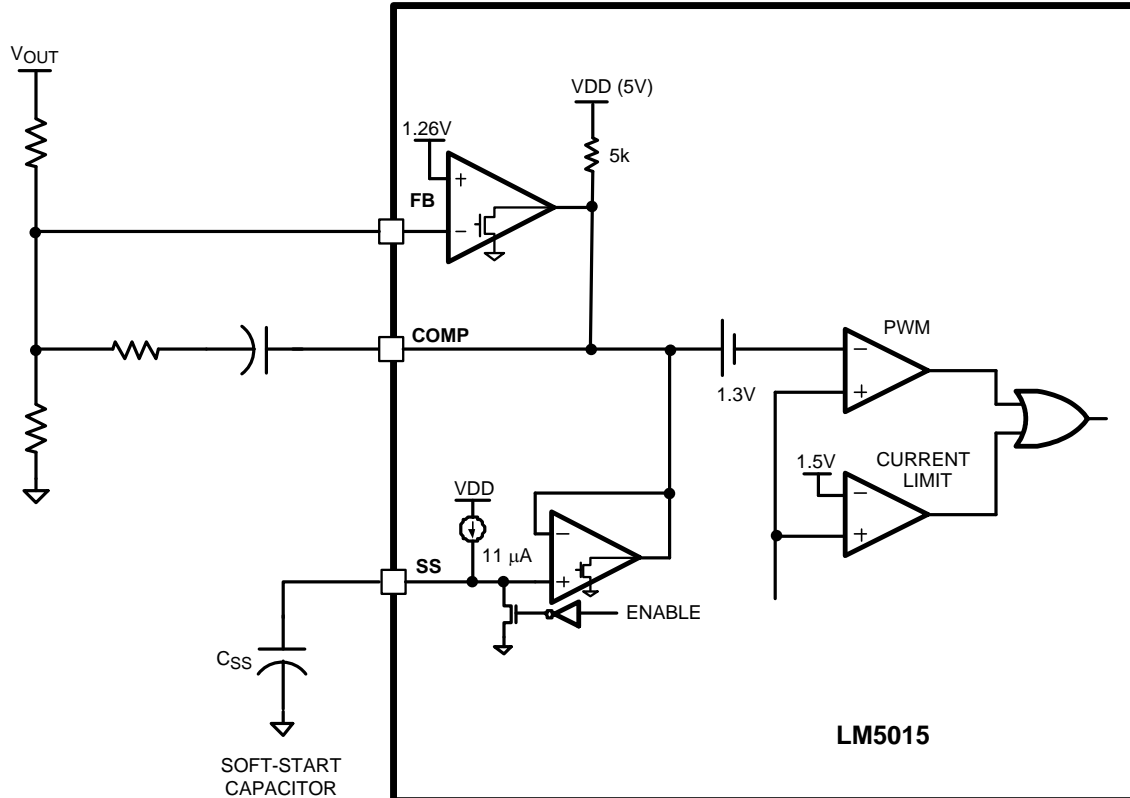 VOUT
VDD (5V)
1.26V
5k
+
FB
−
COMP
PWM
−
1.3V
+
CURRENT
LIMIT
1.5V
−
VDD
+
11 μA
−
SS
+
ENABLE
CSS
LM5015
SOFT-START
CAPACITOR